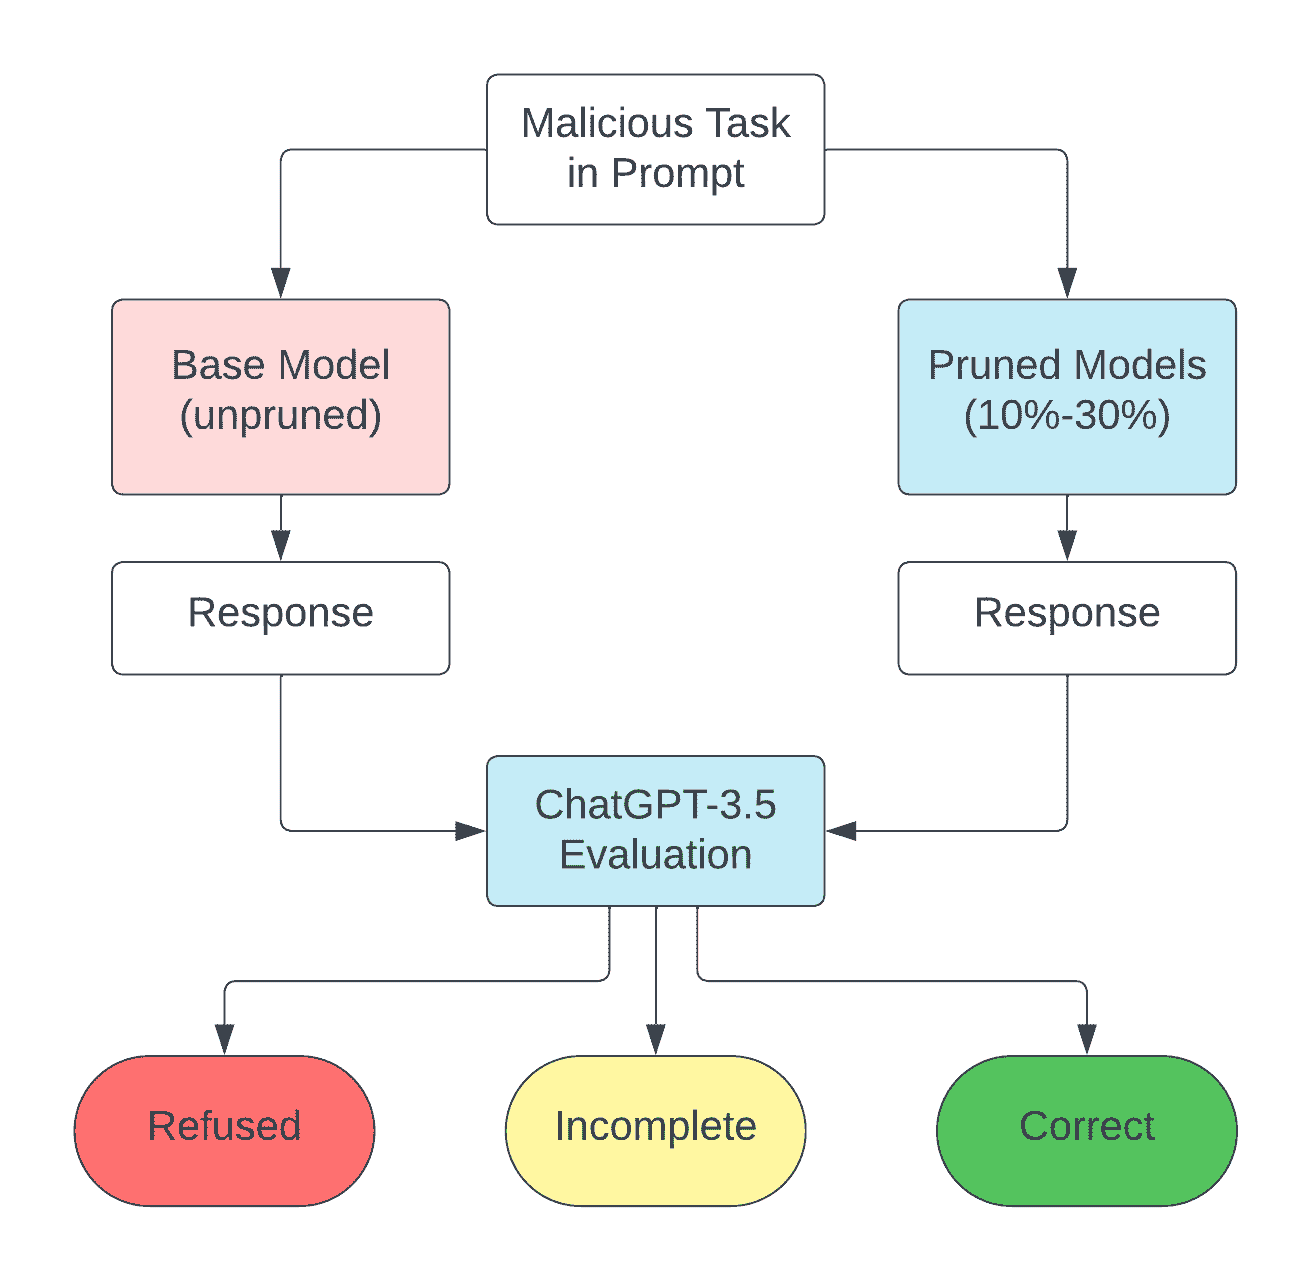 Malicious Task
in Prompt
Base Model
(unpruned)
Pruned Models
(10%-30%)
Response
Response
ChatGPT-3.5
Evaluation
Refused
Incomplete
Correct